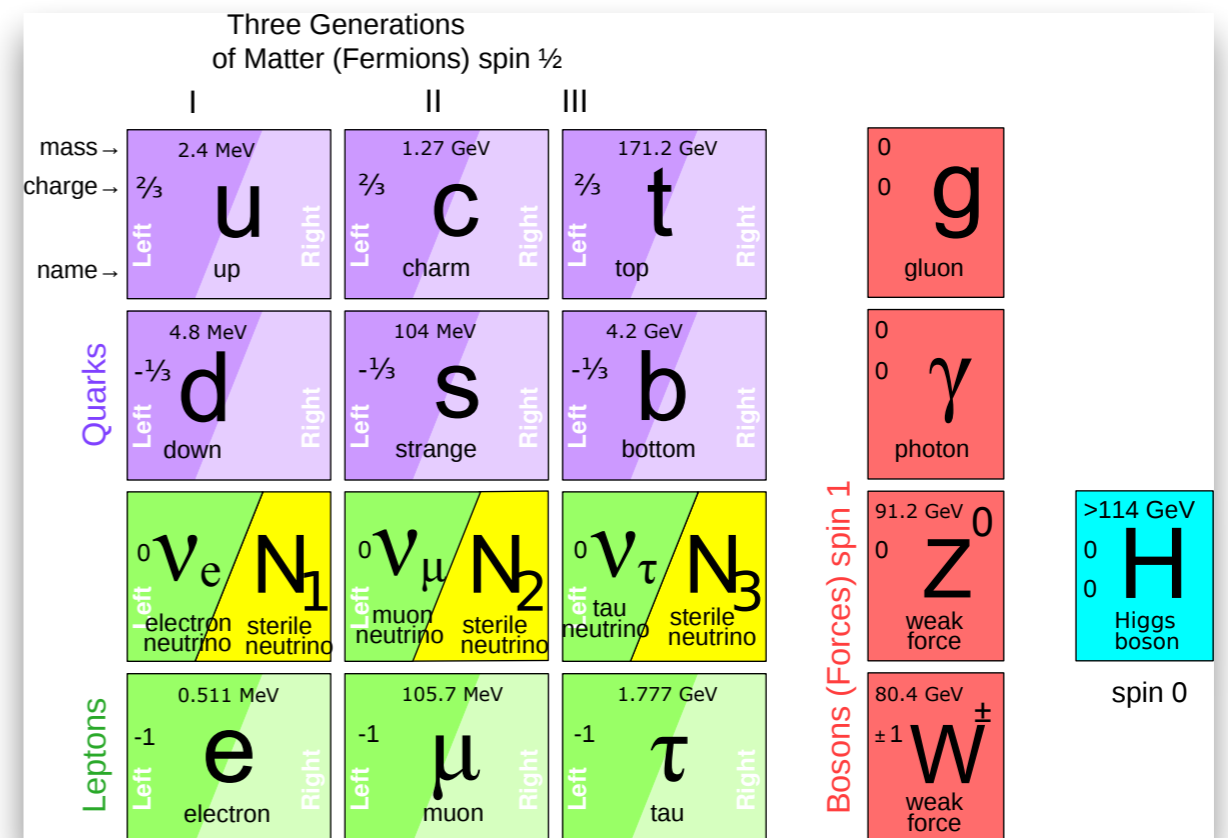 Three Generations
of Matter (Fermions) spin ½
I II III
mass→
charge→
name→
2.4 MeV
⅔
u
Left
Right
up
1.27 GeV
⅔
c
Left
Right
charm
171.2 GeV
⅔
t
Left
Right
top
0
0
g
gluon
Quarks
4.8 MeV
-⅓
d
Left
Right
down
104 MeV
-⅓
s
Left
Right
strange
4.2 GeV
-⅓
b
Left
Right
bottom
0
0
γ
photon
0
νe
Left
electron
neutrino
N1
sterile
neutrino
0
νμ
Left
muon
neutrino
N2
sterile
neutrino
0
ντ
Left
tau
neutrino
N3
sterile
neutrino
Bosons (Forces) spin 1
91.2 GeV
0
Z0
weak
force
>114 GeV
0
0
H
Higgs
boson
spin 0
Leptons
0.511 MeV
-1
e
Left
Right
electron
105.7 MeV
-1
μ
Left
Right
muon
1.777 GeV
-1
τ
Left
Right
tau
80.4 GeV
±1
W±
weak
force